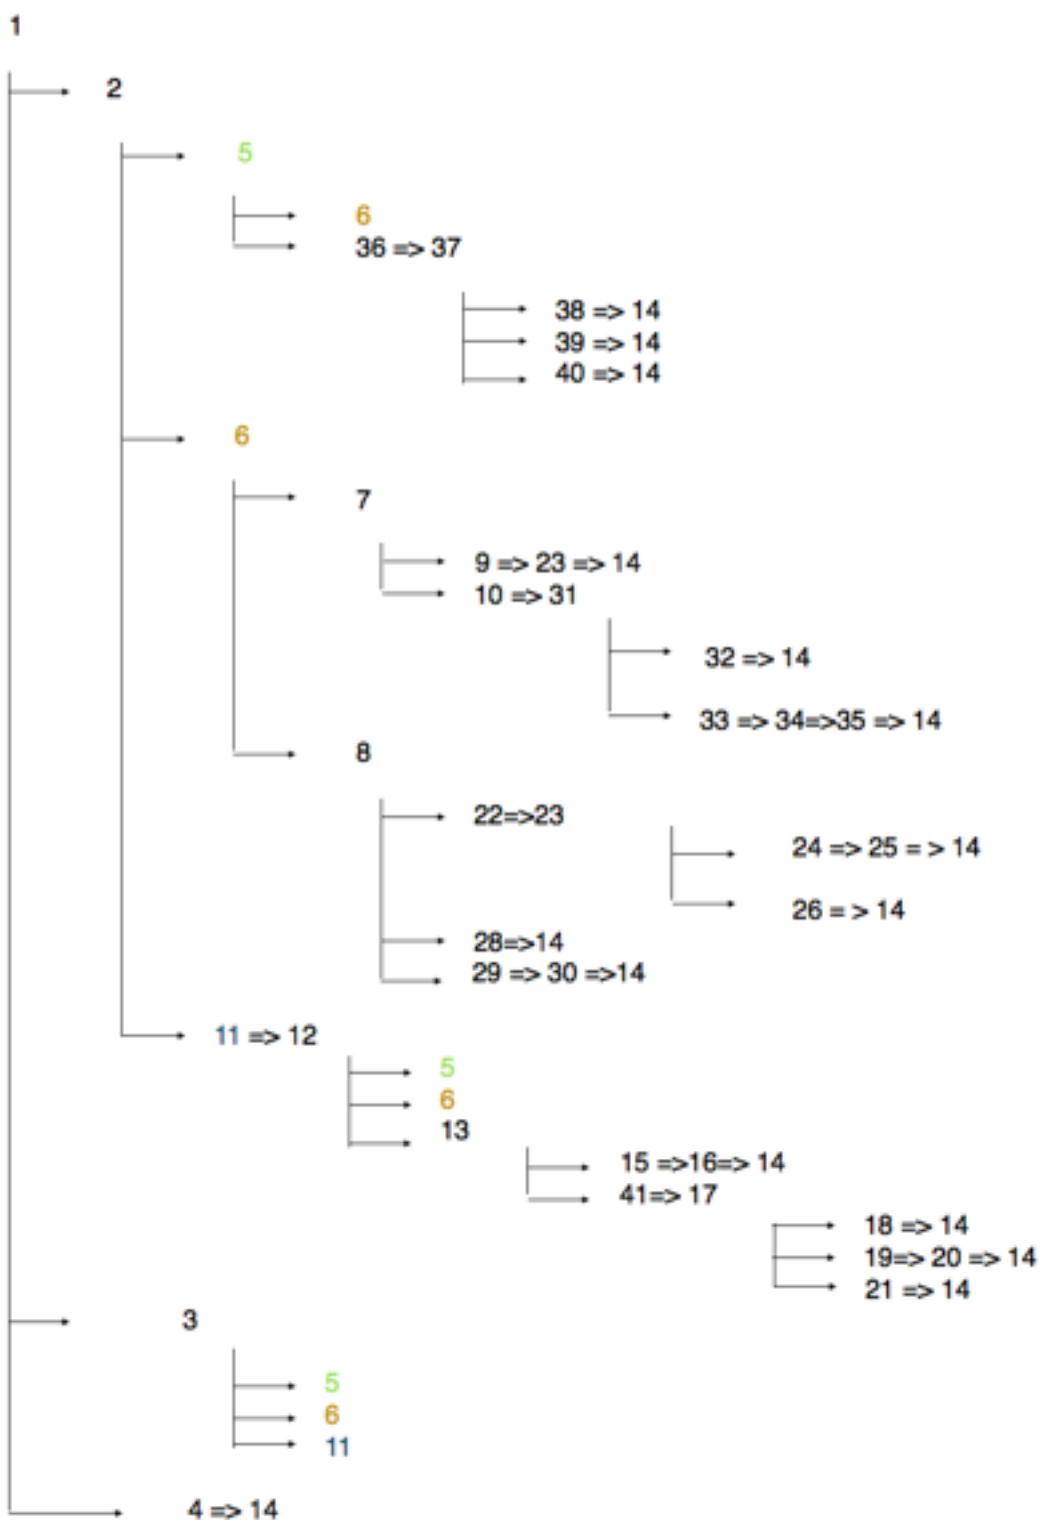 1
2
5
6
36 => 37
38 => 14
39 => 14
40 => 14
6
7
9 => 23 => 14
10 => 31
32 => 14
33 => 34=>35 => 14
8
22=>23
24 => 25 = > 14
26 = > 14
28=>14
29 => 30 =>14
11 => 12
5
6
13
15 =>16=> 14
41=> 17
18 => 14
19=> 20 => 14
21 => 14
3
5
6
11
4 => 14